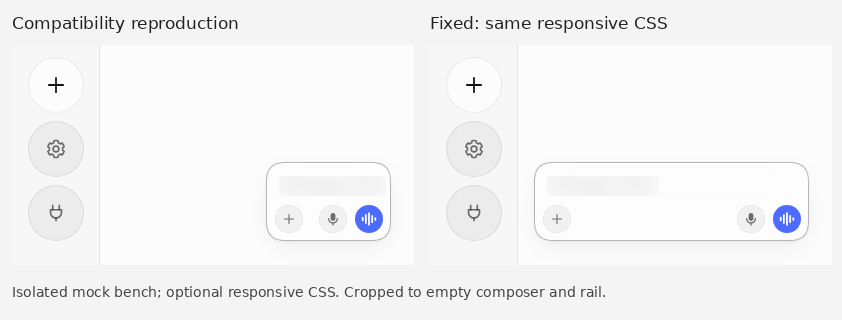 Compatibility reproduction
Fixed: same responsive CSS
Isolated mock bench; optional responsive CSS. Cropped to empty composer and rail.